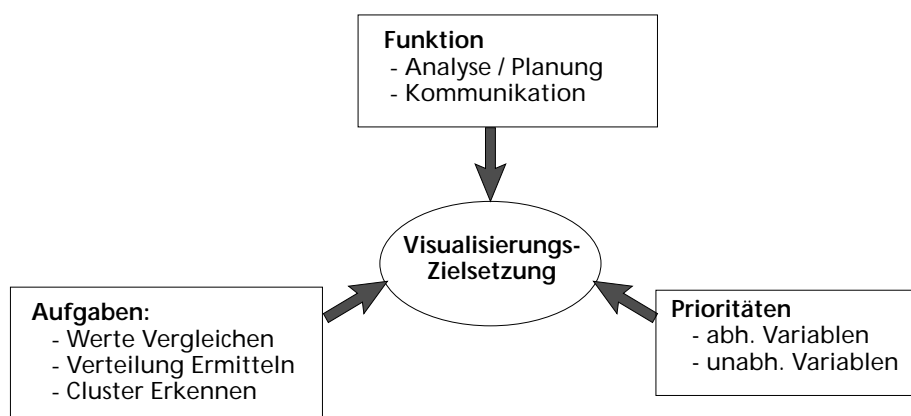 Funktion
- Analyse / Planung
- Kommunikation
Visualisierungs-
Zielsetzung
Aufgaben:
- Werte Vergleichen
- Verteilung Ermitteln
- Cluster Erkennen
Prioritäten
- abh. Variablen
- unabh. Variablen